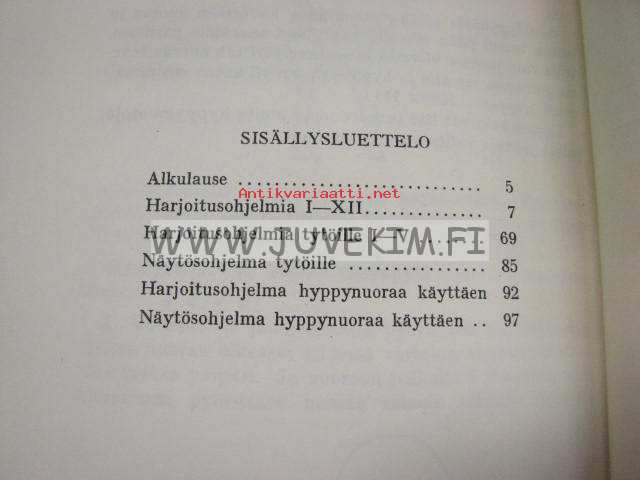 SISÄLLYSLUETTELO
Alkulause 5
Antikvariaatti.net
Harjoitusohjelmia I—XII 7
WWW.JUVEKIM.FI
Harjoitusohjelmia tytöille 69
Näytösohjelma tytöille 85
Harjoitusohjelma hyppynuoraa käyttäen 92
Näytösohjelma hyppynuoraa käyttäen .. 97